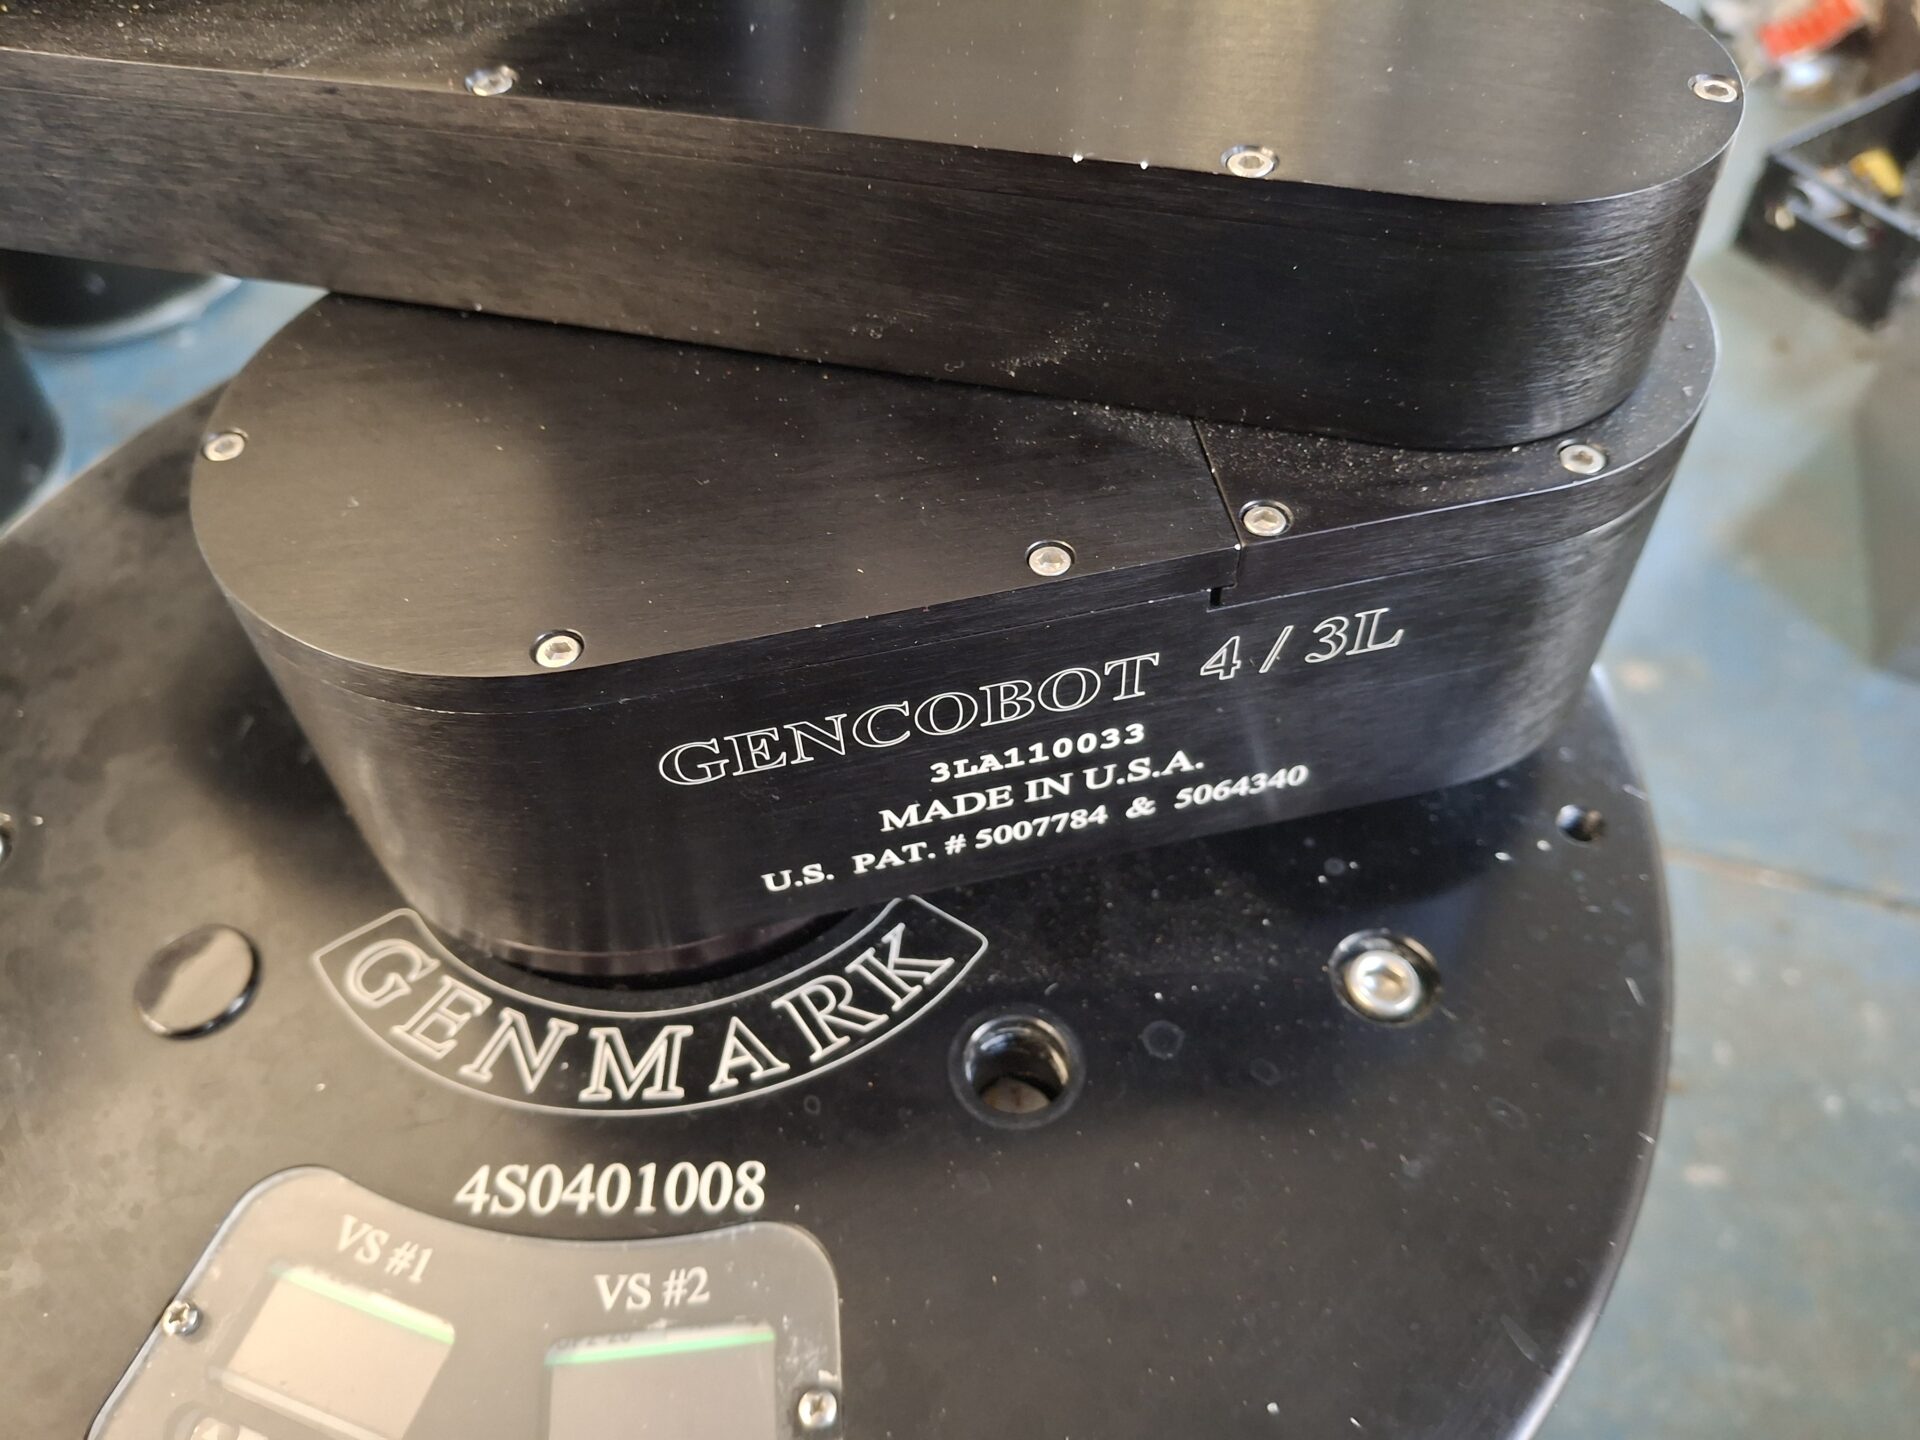 GENCOBOT 4 / 3L
3LA110033
MADE IN U.S.A.
U.S. PAT. # 5007784 & 5064340
GENMARK
4S0401008
VS #1
VS #2